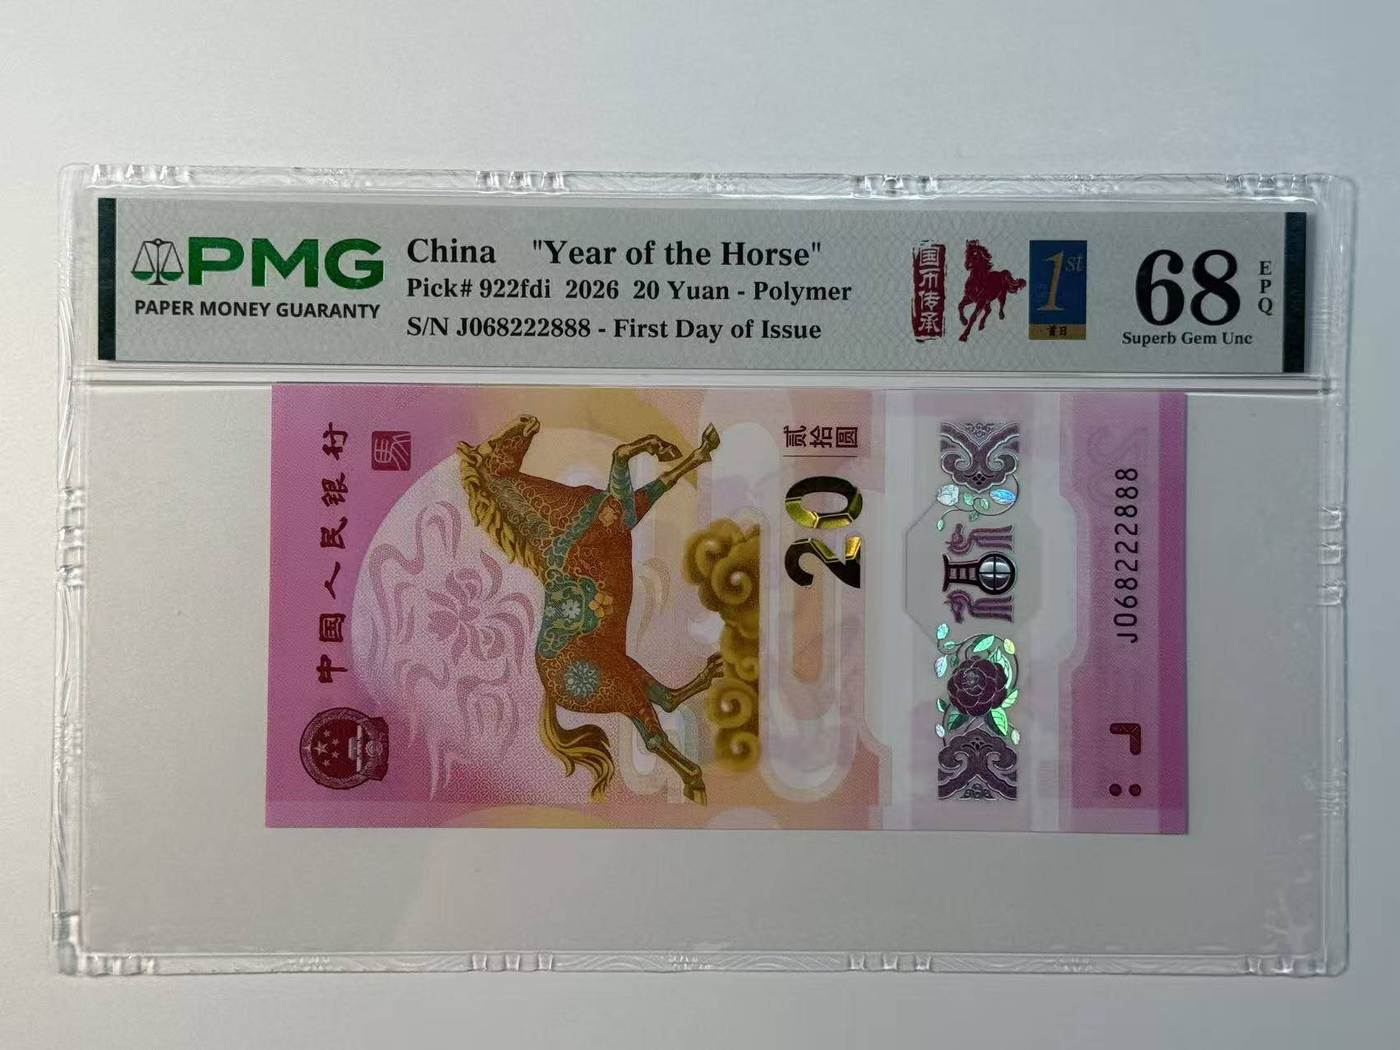 PMG
PAPER MONEY GUARANTY
China "Year of the Horse"
Pick# 922fdi 2026 20 Yuan - Polymer
S/N J068222888 - First Day of Issue
国币传承
1st
首日
68
EPQ
Superb Gem Unc
中国人民银行
馬
贰拾圆
20
福
J068222888